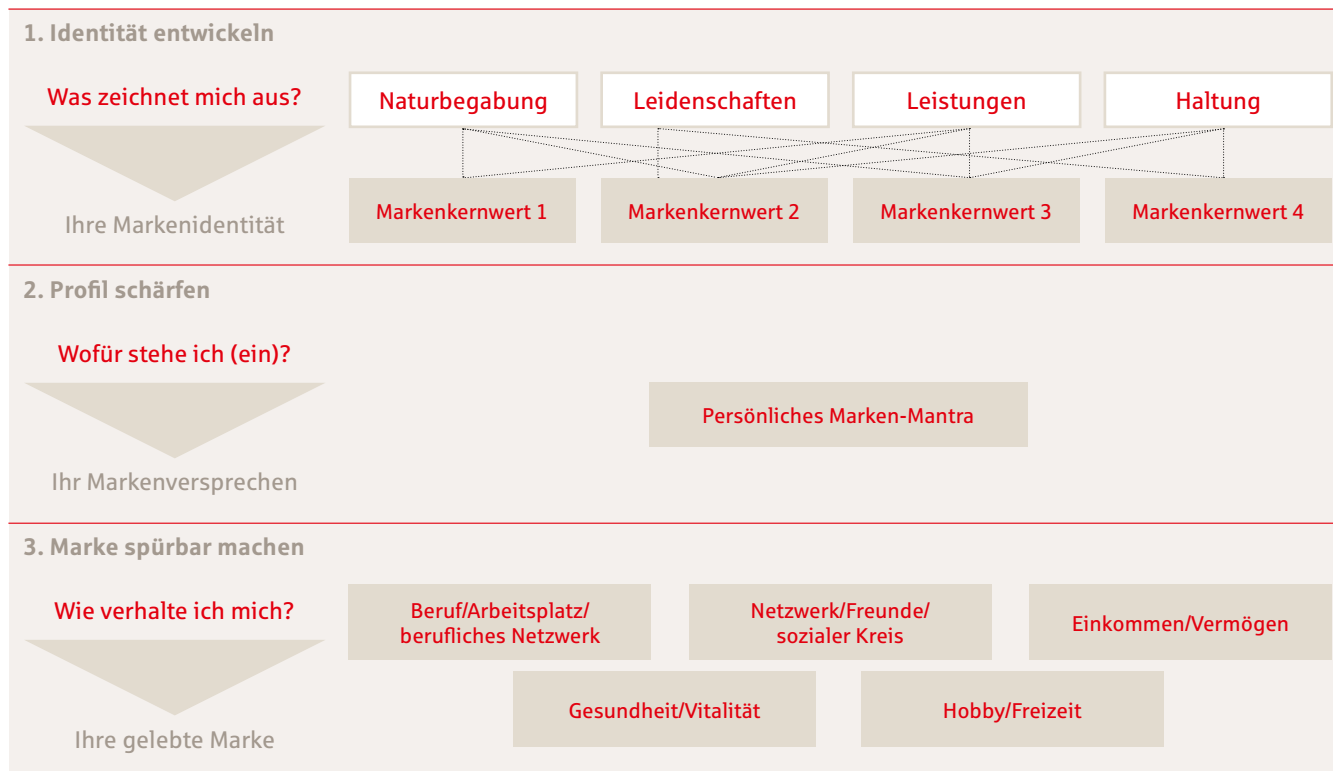 1. Identität entwickeln
Was zeichnet mich aus?
Naturbegabung
Leidenschaften
Leistungen
Haltung
Ihre Markenidentität
Markenkernwert 1
Markenkernwert 2
Markenkernwert 3
Markenkernwert 4
2. Profil schärfen
Wofür stehe ich (ein)?
Persönliches Marken-Mantra
Ihr Markenversprechen
3. Marke spürbar machen
Wie verhalte ich mich?
Beruf/Arbeitsplatz/
berufliches Netzwerk
Netzwerk/Freunde/
sozialer Kreis
Einkommen/Vermögen
Gesundheit/Vitalität
Hobby/Freizeit
Ihre gelebte Marke